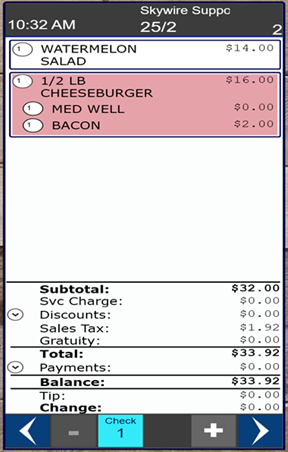 Skywire Suppo
10:32 AM 25/2 2
1 WATERMELON SALAD $14.00
1 1/2 LB CHEESEBURGER $16.00
1 MED WELL $0.00
1 BACON $2.00
Subtotal: $32.00
Svc Charge: $0.00
Discounts: $0.00
Sales Tax: $1.92
Gratuity: $0.00
Total: $33.92
Payments: $0.00
Balance: $33.92
Tip: $0.00
Change: $0.00
- Check 1 +